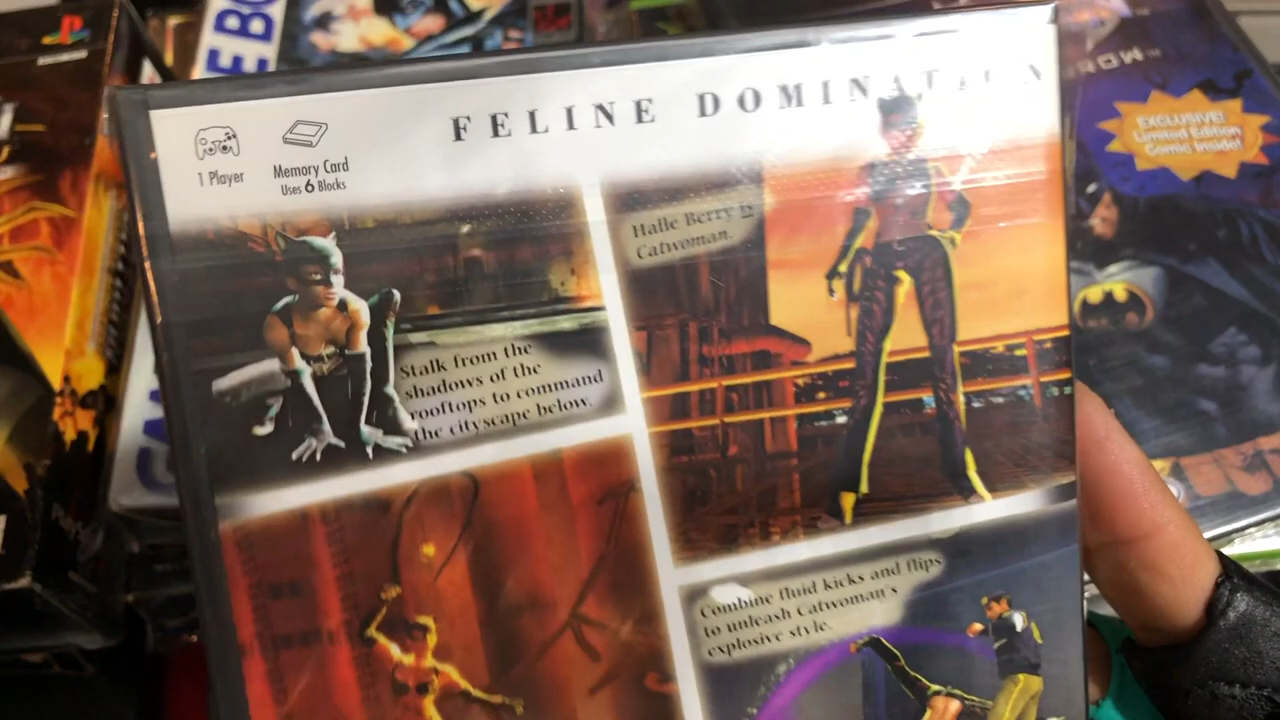 FELINE DOMINATION
1 Player
Memory Card
Uses 6 Blocks
Halle Berry is
Catwoman.
Stalk from the
shadows of the
rooftops to command
the cityscape below.
Combine fluid kicks and flips
to unleash Catwoman's
explosive style.
EXCLUSIVE!
Limited Edition
Comic Inside!